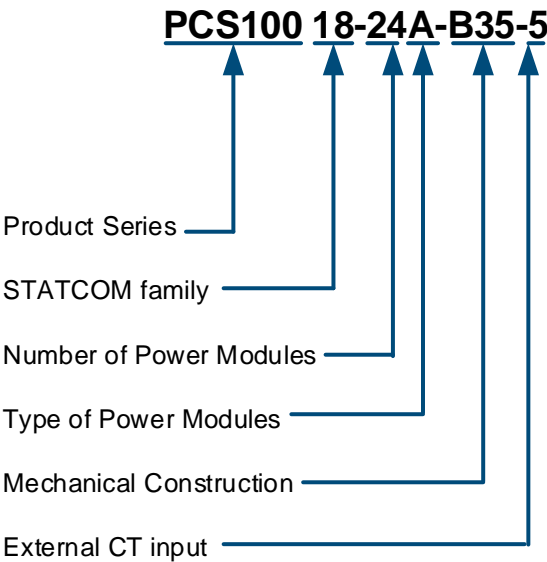 PCS100 18-24A-B35-5
Product Series
STATCOM family
Number of Power Modules
Type of Power Modules
Mechanical Construction
External CT input